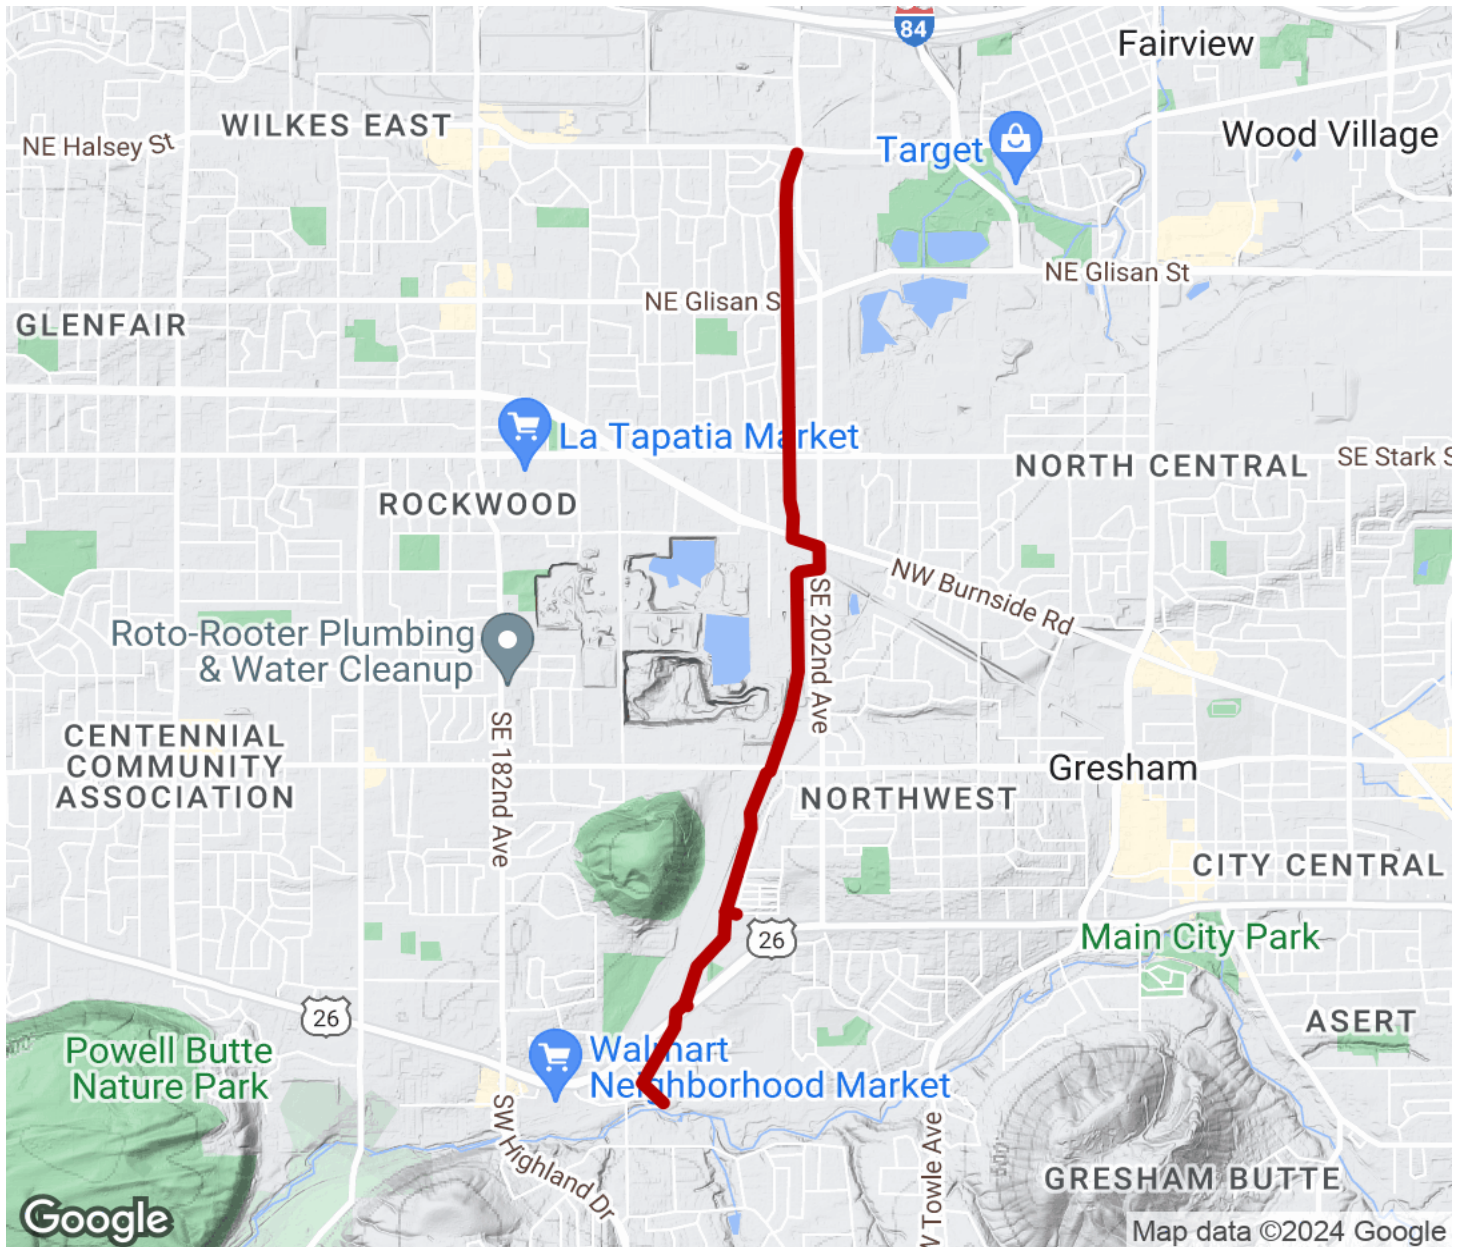 84
Fairview
WILKES EAST
NE Halsey St
Target
Wood Village
NE Glisan St
NE Glisan S
GLENFAIR
La Tapatia Market
NORTH CENTRAL
SE Stark S
ROCKWOOD
NW Burnside Rd
SE 202nd Ave
Roto-Rooter Plumbing
& Water Cleanup
SE 182nd Ave
CENTENNIAL
COMMUNITY
ASSOCIATION
Gresham
NORTHWEST
CITY CENTRAL
26
Main City Park
26
ASERT
Powell Butte
Nature Park
Walmart
Neighborhood Market
SW Highland Dr
W Towle Ave
GRESHAM BUTTE
Google
Map data ©2024 Google